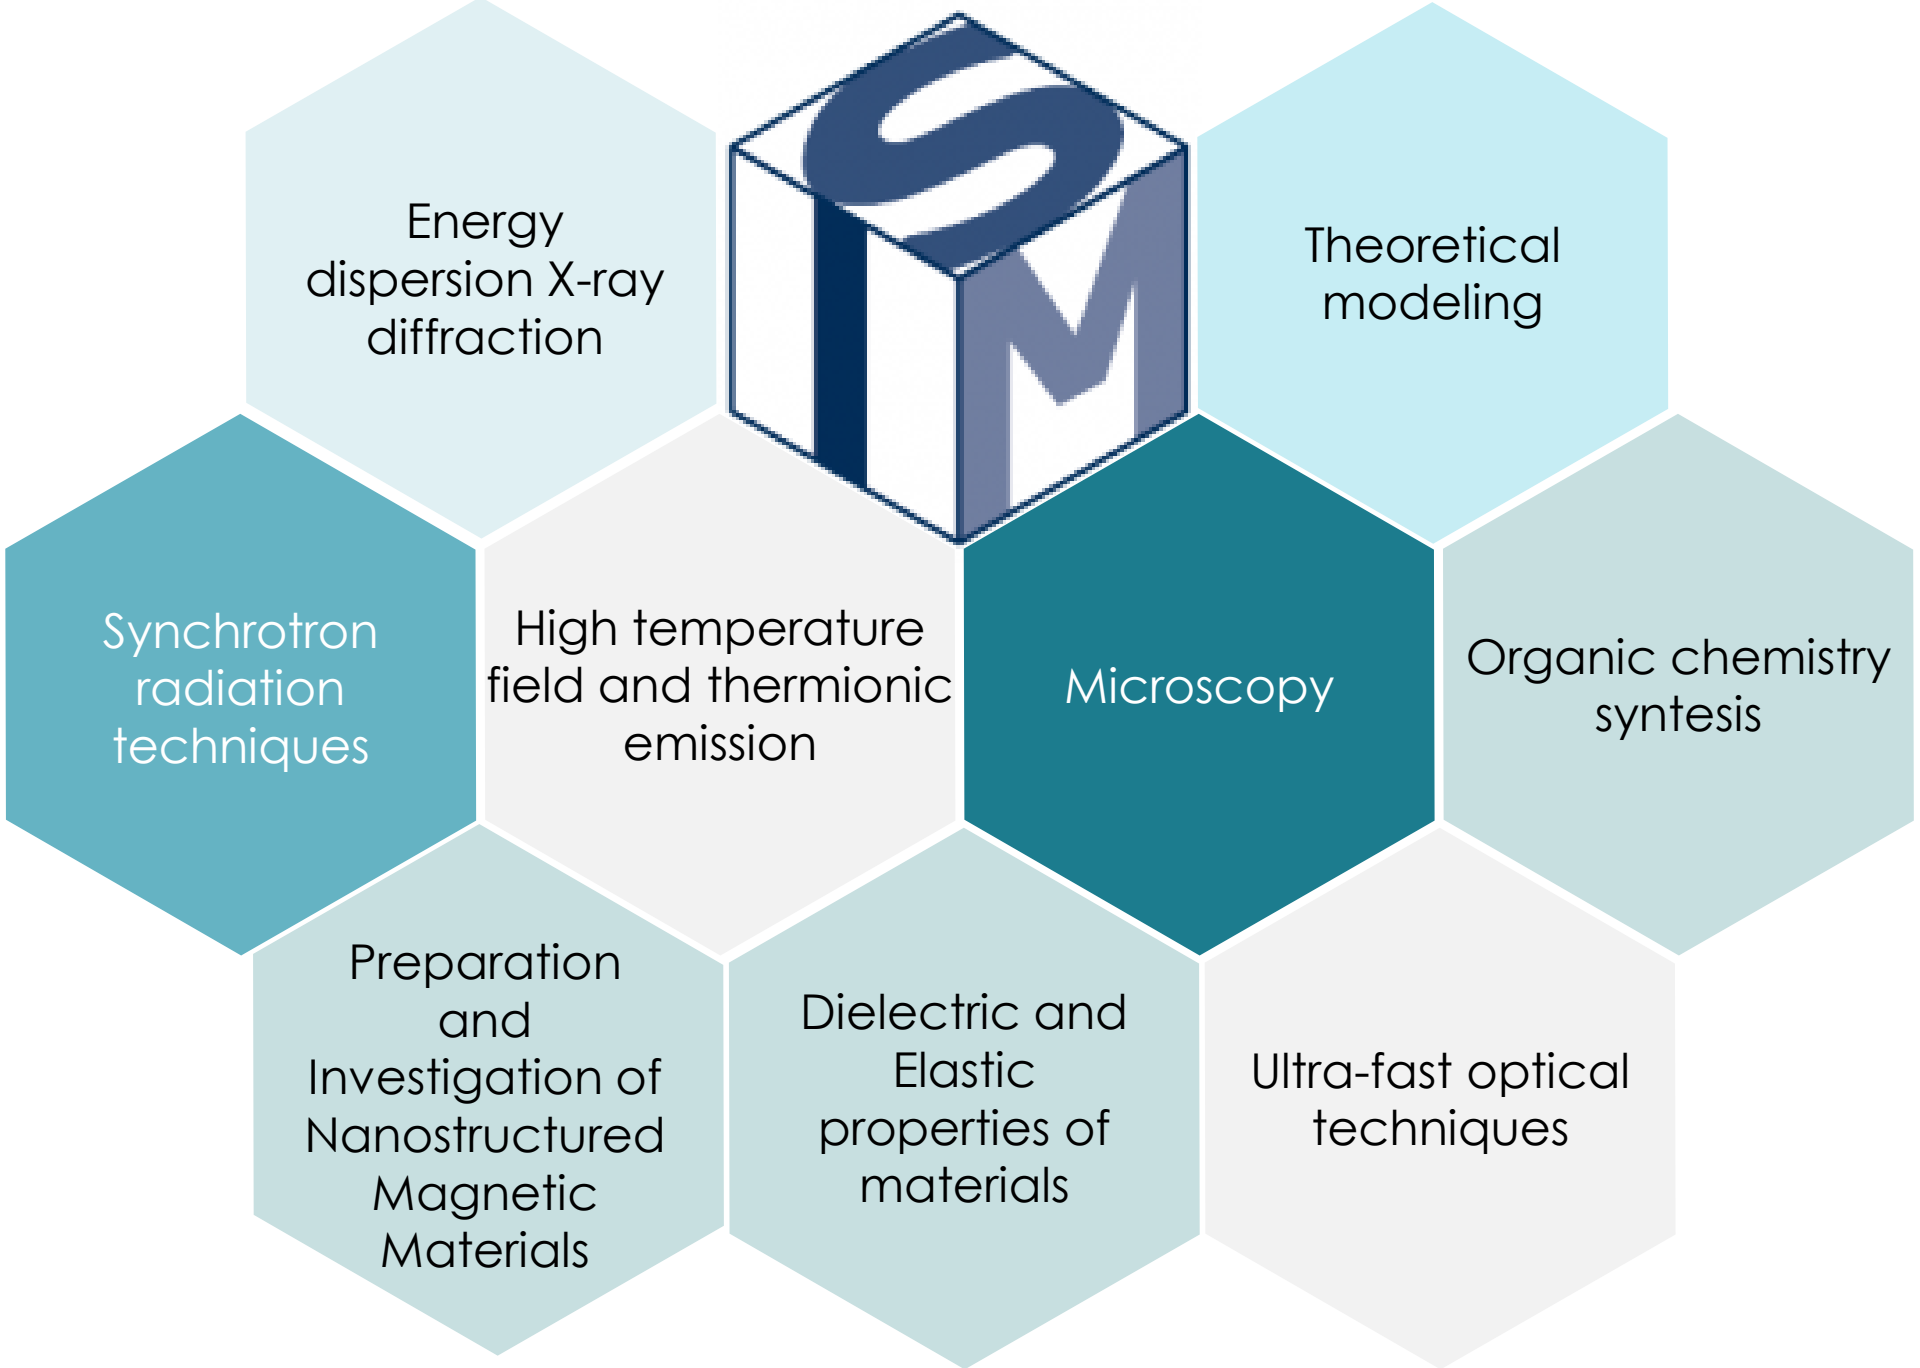 Energy
dispersion X-ray
diffraction
ISM
Theoretical
modeling
Synchrotron
radiation
techniques
High temperature
field and thermionic
emission
Microscopy
Organic chemistry
syntesis
Preparation
and
Investigation of
Nanostructured
Magnetic
Materials
Dielectric and
Elastic
properties of
materials
Ultra-fast optical
techniques